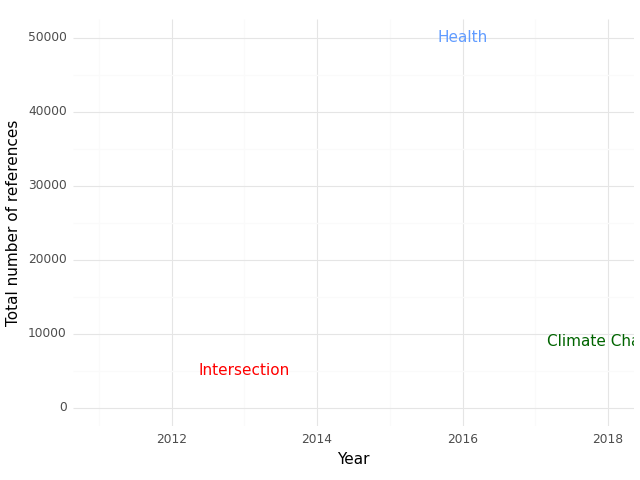 Total number of references
50000
40000
30000
20000
10000
0
Health
Climate Cha
Intersection
2012
2014
2016
2018
Year